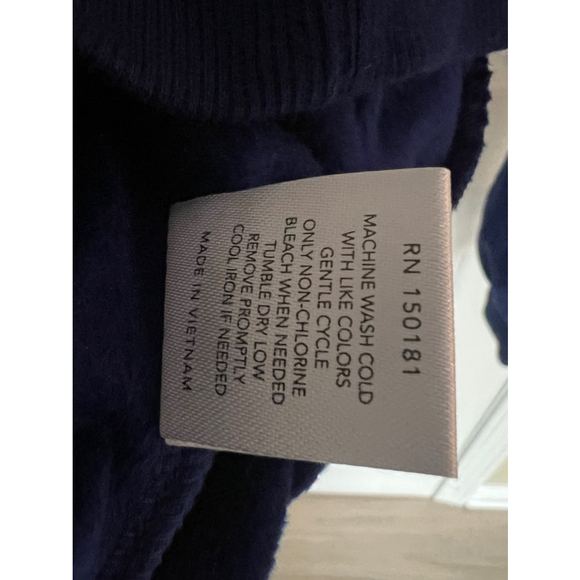 RN 150181
MACHINE WASH COLD
WITH LIKE COLORS
GENTLE CYCLE
ONLY NON-CHLORINE
BLEACH WHEN NEEDED
TUMBLE DRY LOW
REMOVE PROMPTLY
COOL IRON IF NEEDED
MADE IN VIETNAM